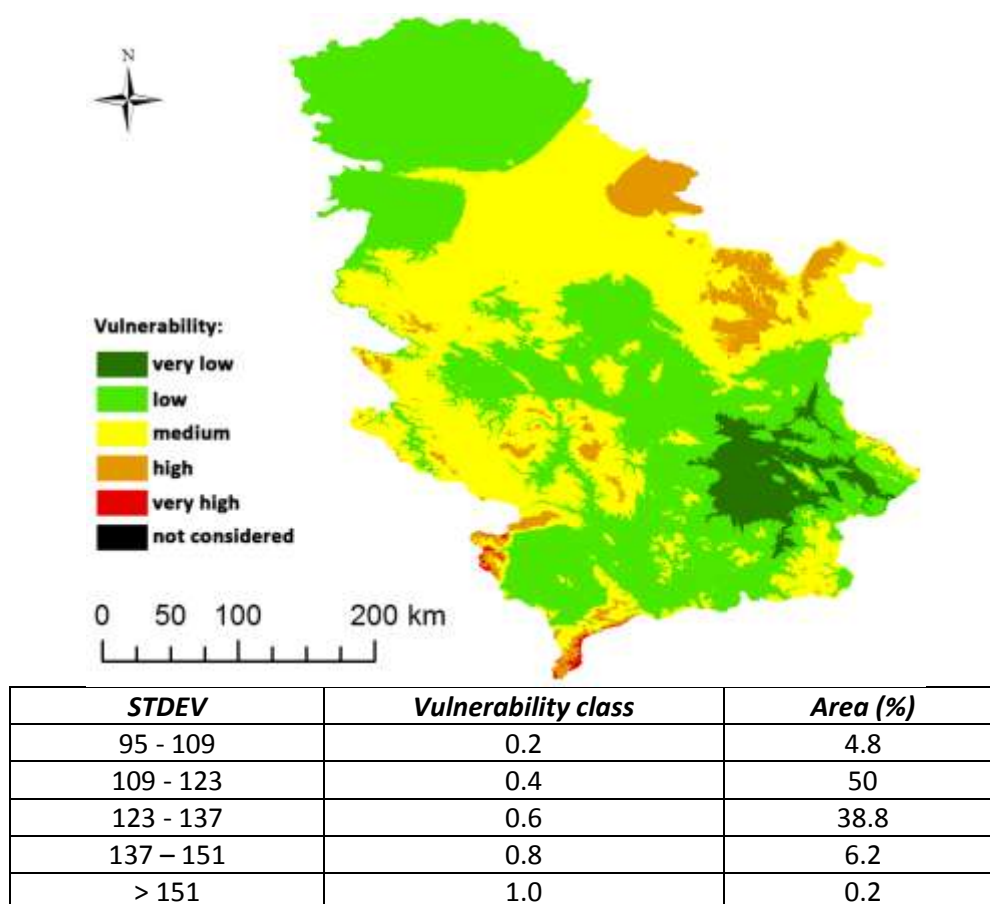 N
Vulnerability:
very low
low
medium
high
very high
not considered
0 50 100 200 km
STDEV Vulnerability class Area (%)
95 - 109 0.2 4.8
109 - 123 0.4 50
123 - 137 0.6 38.8
137 – 151 0.8 6.2
> 151 1.0 0.2